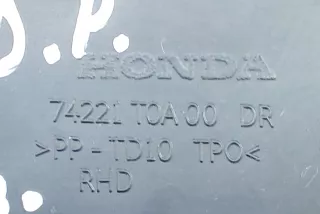 D.P.
HONDA
74221 T0A 00 DR
>PP-TD10 TPO<
RHD